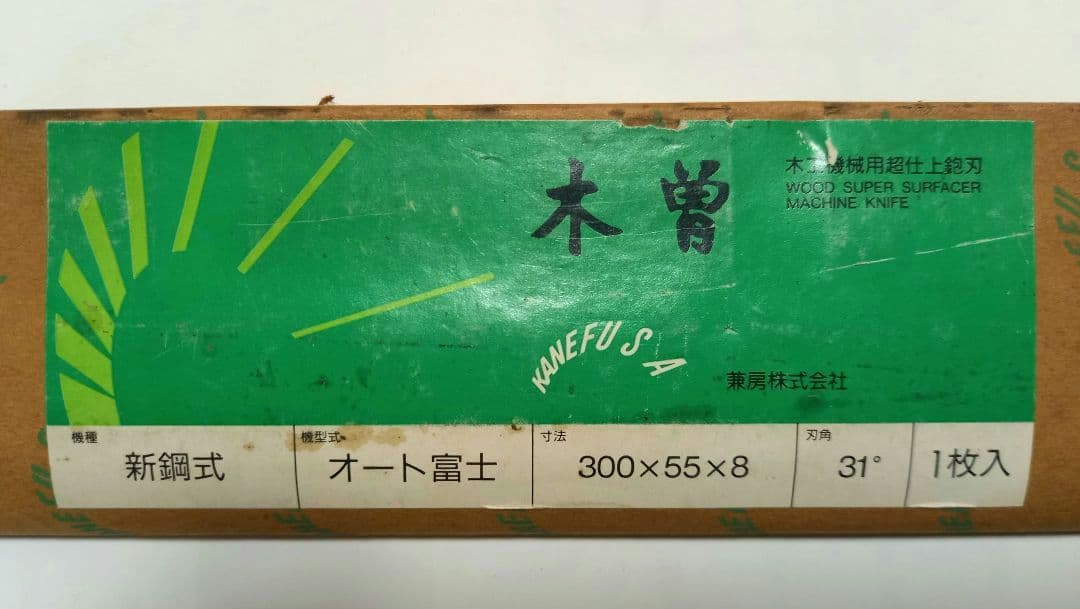 木曽
木工機械用超仕上鉋刃
WOOD SUPER SURFACER
MACHINE KNIFE
KANEFUSA
兼房株式会社
機種
新鋼式
機型式
オート富士
寸法
300×55×8
刃角
31°
1枚入